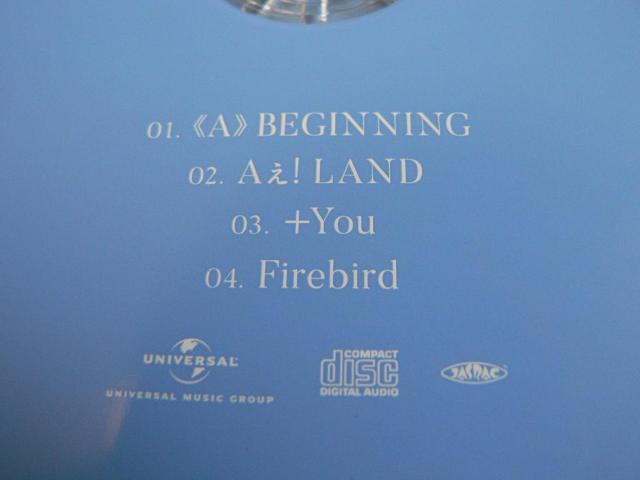 01. 《A》 BEGINNING
02. Aぇ! LAND
03. +You
04. Firebird
UNIVERSAL
UNIVERSAL MUSIC GROUP
COMPACT
disc
DIGITAL AUDIO
JASRAC